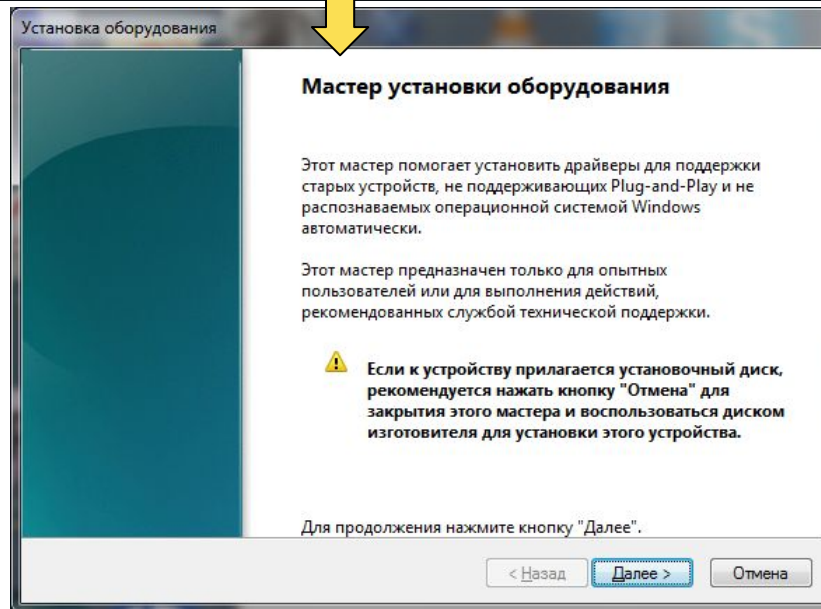 Установка оборудования
Мастер установки оборудования
Этот мастер помогает установить драйверы для поддержки
старых устройств, не поддерживающих Plug-and-Play и не
распознаваемых операционной системой Windows
автоматически.
Этот мастер предназначен только для опытных
пользователей или для выполнения действий,
рекомендованных службой технической поддержки.
Если к устройству прилагается установочный диск,
рекомендуется нажать кнопку "Отмена" для
закрытия этого мастера и воспользоваться диском
изготовителя для установки этого устройства.
Для продолжения нажмите кнопку "Далее".
< Назад Далее > Отмена